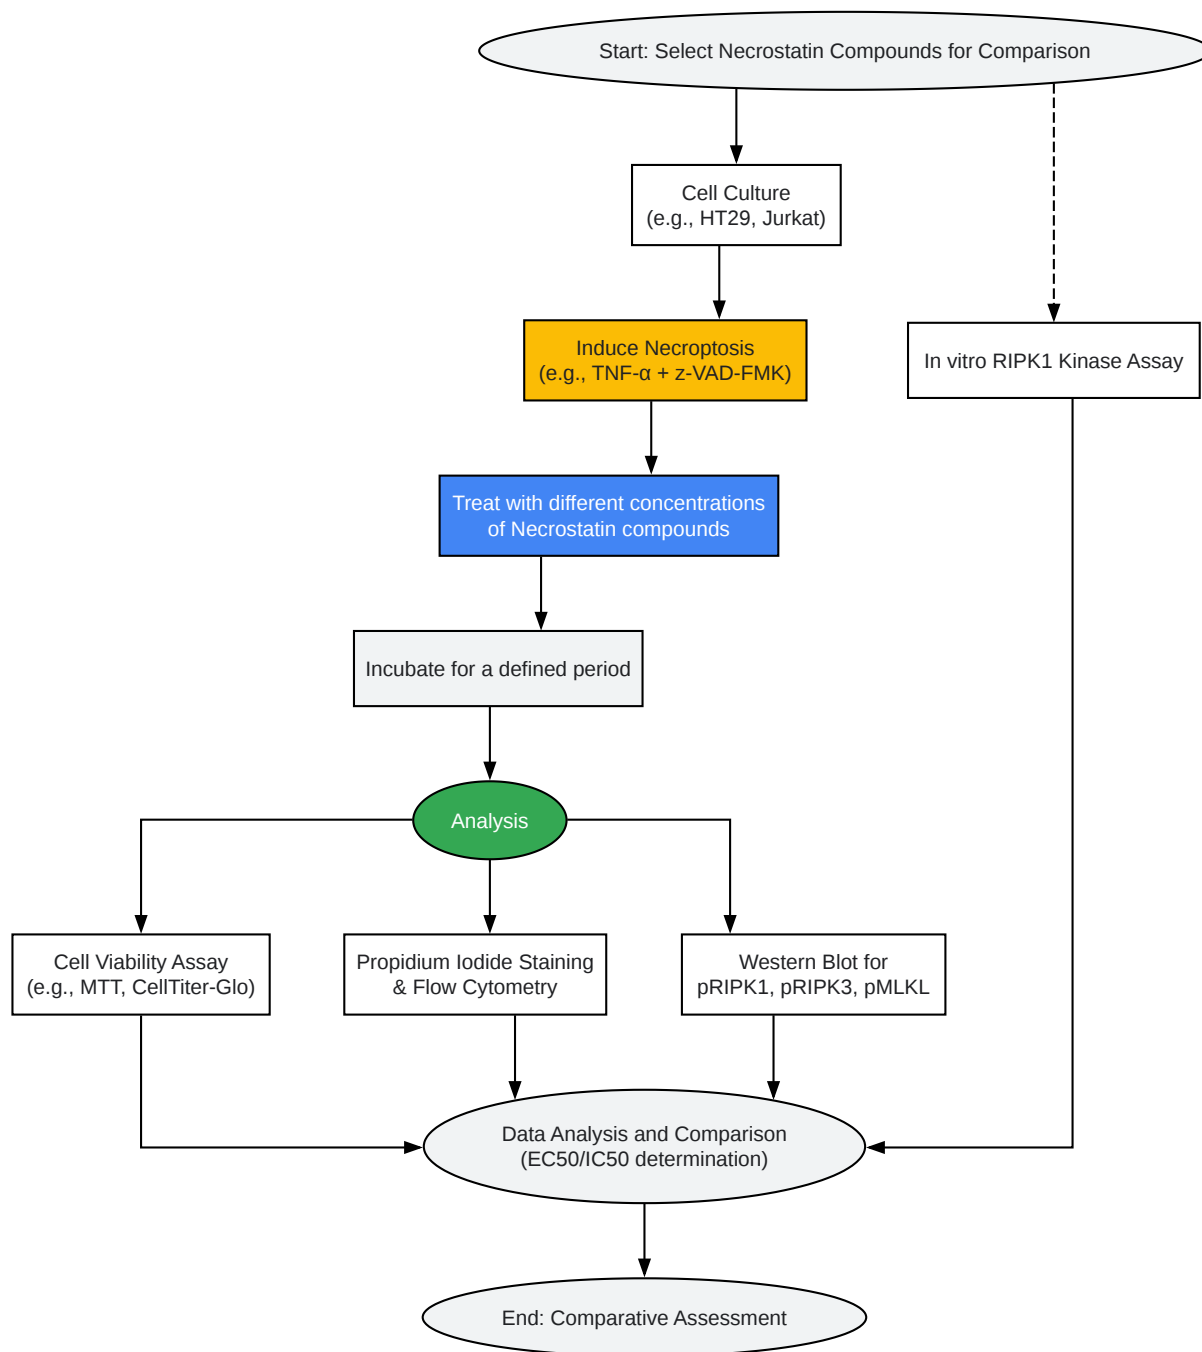 Start: Select Necrostatin Compounds for Comparison
Cell Culture
(e.g., HT29, Jurkat)
Induce Necroptosis
(e.g., TNF-α + z-VAD-FMK)
In vitro RIPK1 Kinase Assay
Treat with different concentrations
of Necrostatin compounds
Incubate for a defined period
Analysis
Cell Viability Assay
(e.g., MTT, CellTiter-Glo)
Propidium Iodide Staining
& Flow Cytometry
Western Blot for
pRIPK1, pRIPK3, pMLKL
Data Analysis and Comparison
(EC50/IC50 determination)
End: Comparative Assessment